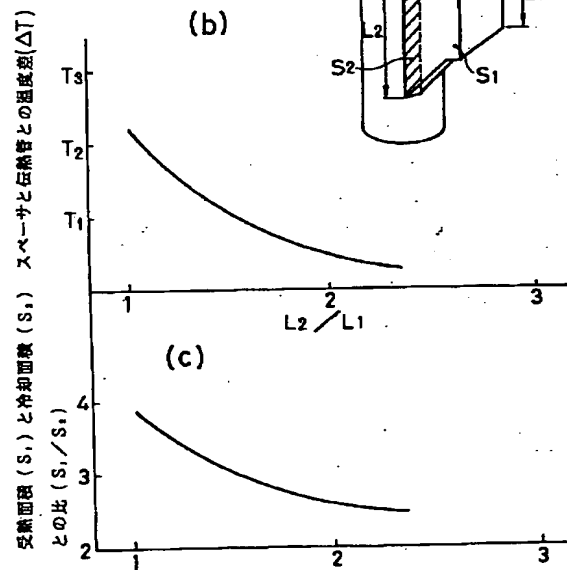 (b)
L2
S2
S1
スペーサと伝熱管との温度差(ΔT)
T3
T2
T1
1
2
3
L2／L1
(c)
受熱面積(S₁)と冷却面積(S₂)
との比(S₁／S₂)
4
3
2
1
2
3